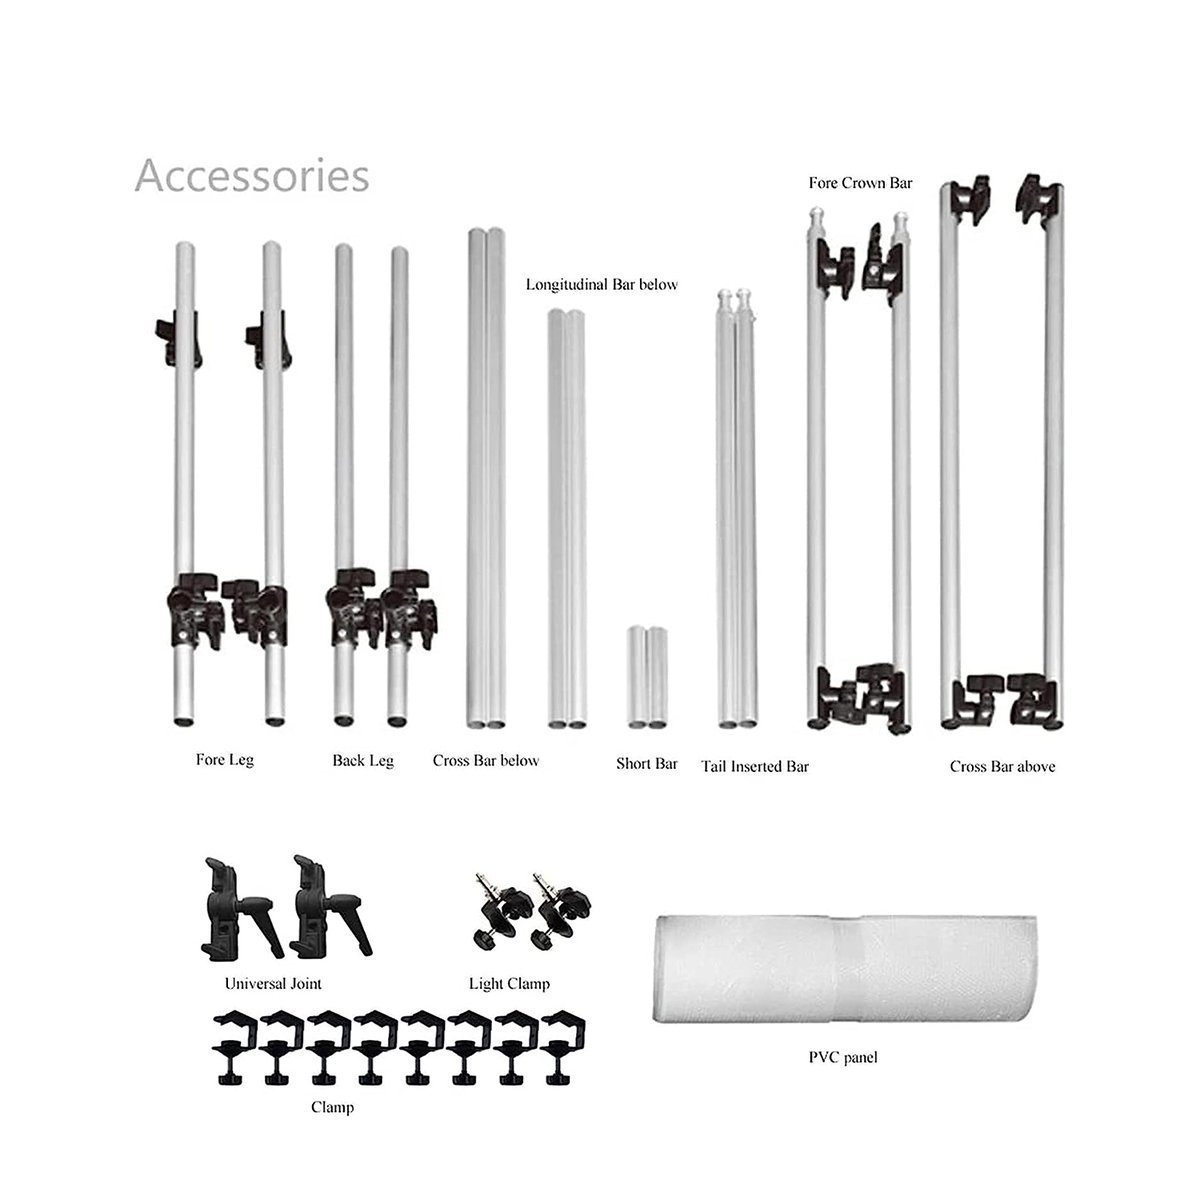 Accessories
Fore Crown Bar
Longitudinal Bar below
Fore Leg
Back Leg
Cross Bar below
Short Bar
Tail Inserted Bar
Cross Bar above
Universal Joint
Light Clamp
PVC panel
Clamp